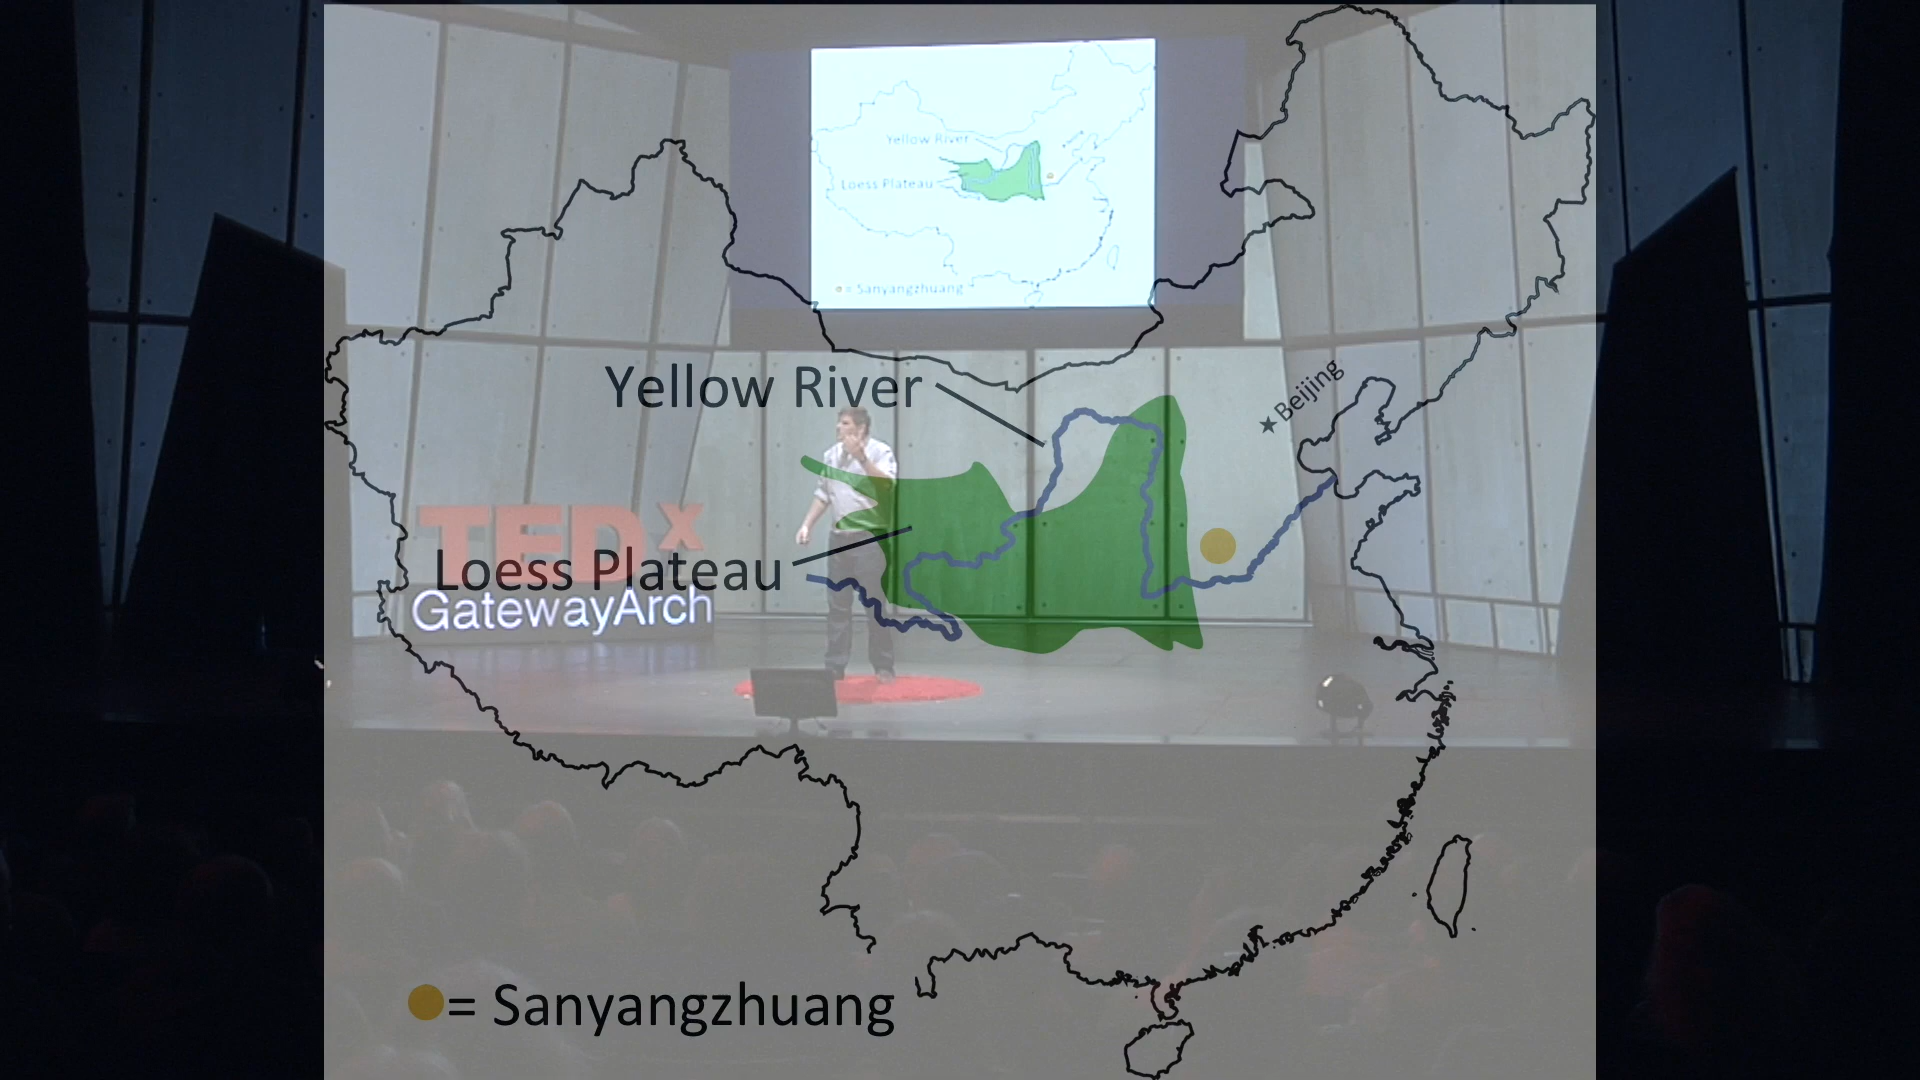 Yellow River
Loess Plateau
= Sanyangzhuang
Yellow River
Beijing
Loess Plateau
TEDx
GatewayArch
= Sanyangzhuang